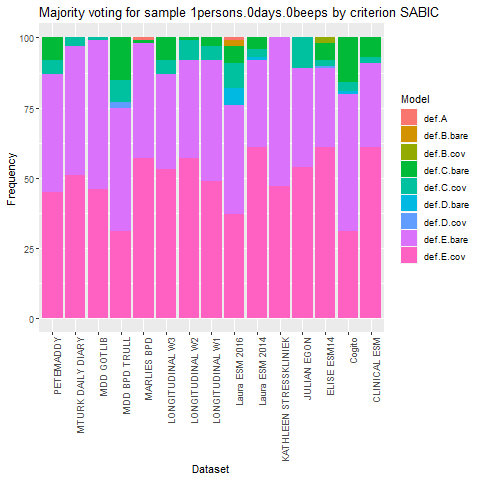 Majority voting for sample 1persons.0days.0beeps by criterion SABIC
Frequency
100
75
50
25
0
PETEMADDY
MTURK DAILY DIARY
MDD GOTLIB
MDD BPD TRULL
MARLIES BPD
LONGITUDINAL W3
LONGITUDINAL W2
LONGITUDINAL W1
Laura ESM 2016
Laura ESM 2014
KATHLEEN STRESSKLINIEK
JULIAN EGON
ELISE ESM14
Cogito
CLINICAL ESM
Dataset
Model
def.A
def.B.bare
def.B.cov
def.C.bare
def.C.cov
def.D.bare
def.D.cov
def.E.bare
def.E.cov